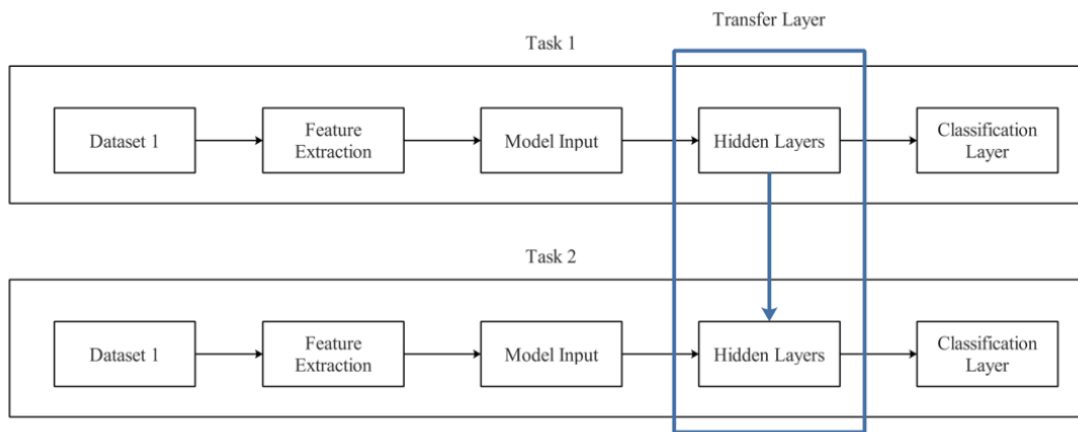 Transfer Layer
Task 1
Dataset 1
Feature
Extraction
Model Input
Hidden Layers
Classification
Layer
Task 2
Dataset 1
Feature
Extraction
Model Input
Hidden Layers
Classification
Layer